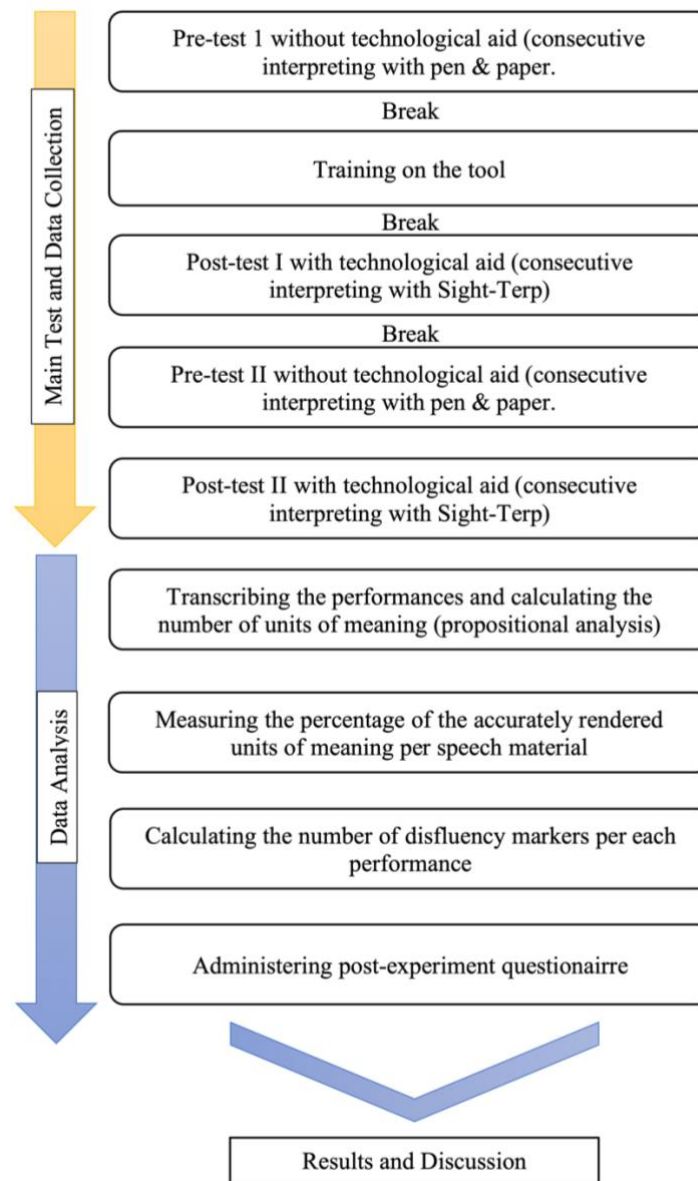 Main Test and Data Collection
Pre-test 1 without technological aid (consecutive
interpreting with pen & paper.
Break
Training on the tool
Break
Post-test I with technological aid (consecutive
interpreting with Sight-Terp)
Break
Pre-test II without technological aid (consecutive
interpreting with pen & paper.
Post-test II with technological aid (consecutive
interpreting with Sight-Terp)
Data Analysis
Transcribing the performances and calculating the
number of units of meaning (propositional analysis)
Measuring the percentage of the accurately rendered
units of meaning per speech material
Calculating the number of disfluency markers per each
performance
Administering post-experiment questionairre
Results and Discussion